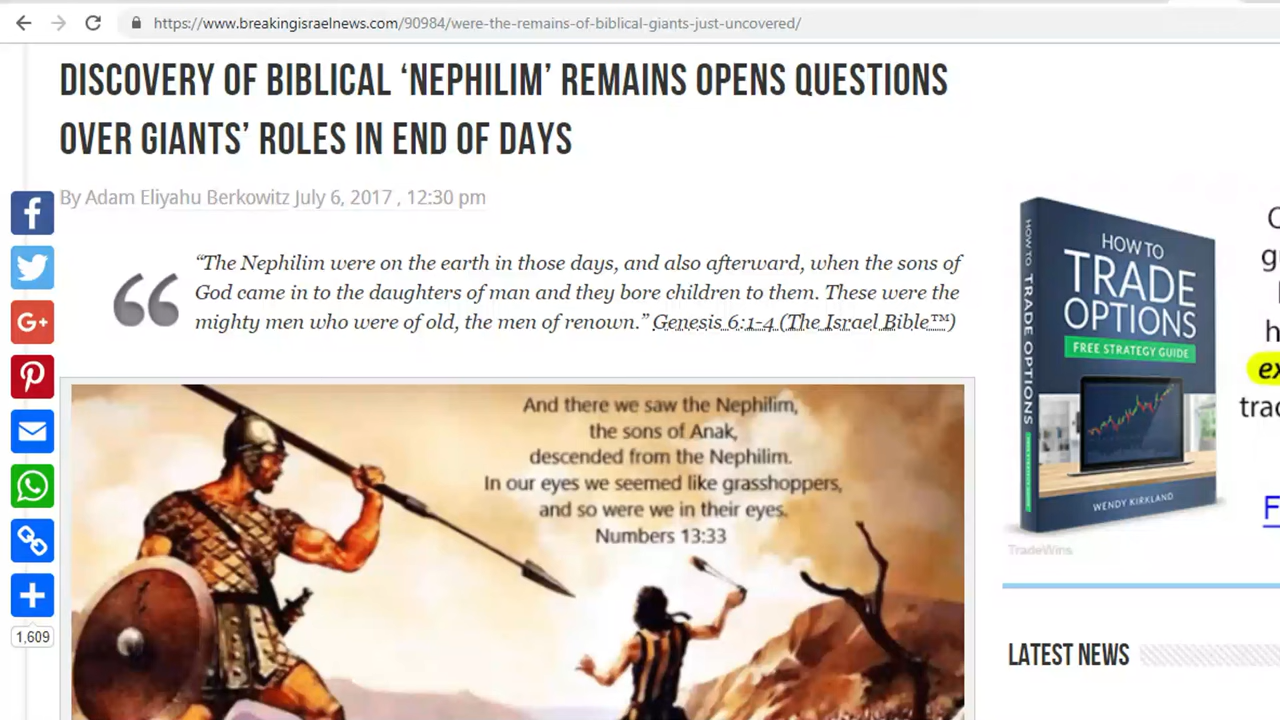 https://www.breakingisraelnews.com/90984/were-the-remains-of-biblical-giants-just-uncovered/
DISCOVERY OF BIBLICAL ‘NEPHILIM’ REMAINS OPENS QUESTIONS
OVER GIANTS’ ROLES IN END OF DAYS
By Adam Eliyahu Berkowitz July 6, 2017 , 12:30 pm
“The Nephilim were on the earth in those days, and also afterward, when the sons of
God came in to the daughters of man and they bore children to them. These were the
mighty men who were of old, the men of renown.” Genesis 6:1-4 (The Israel Bible™)
And there we saw the Nephilim,
the sons of Anak,
descended from the Nephilim.
In our eyes we seemed like grasshoppers,
and so were we in their eyes.
Numbers 13:33
G+
1,609
HOW TO TRADE OPTIONS
HOW TO
TRADE
OPTIONS
FREE STRATEGY GUIDE
WENDY KIRKLAND
TradeWins
LATEST NEWS